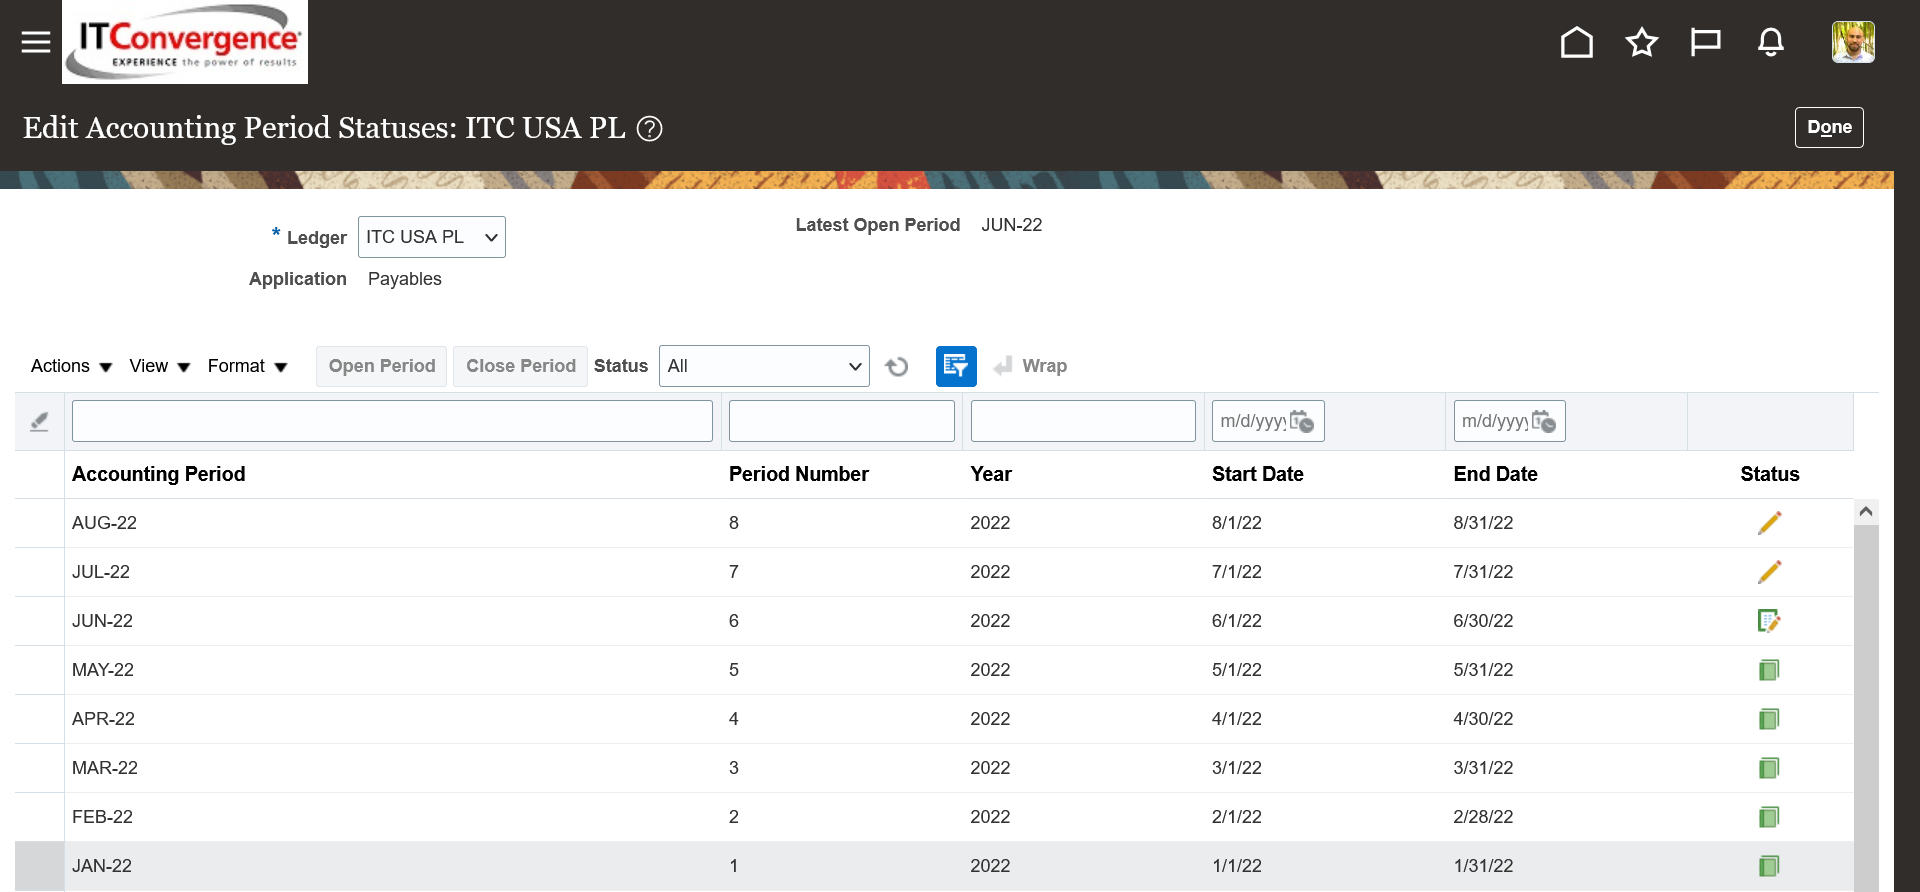 ITConvergence
EXPERIENCE the power of results
Edit Accounting Period Statuses: ITC USA PL ?
Done
* Ledger ITC USA PL
Latest Open Period JUN-22
Application Payables
Actions View Format Open Period Close Period Status All Wrap
m/d/yyyy m/d/yyyy
Accounting Period Period Number Year Start Date End Date Status
AUG-22 8 2022 8/1/22 8/31/22
JUL-22 7 2022 7/1/22 7/31/22
JUN-22 6 2022 6/1/22 6/30/22
MAY-22 5 2022 5/1/22 5/31/22
APR-22 4 2022 4/1/22 4/30/22
MAR-22 3 2022 3/1/22 3/31/22
FEB-22 2 2022 2/1/22 2/28/22
JAN-22 1 2022 1/1/22 1/31/22